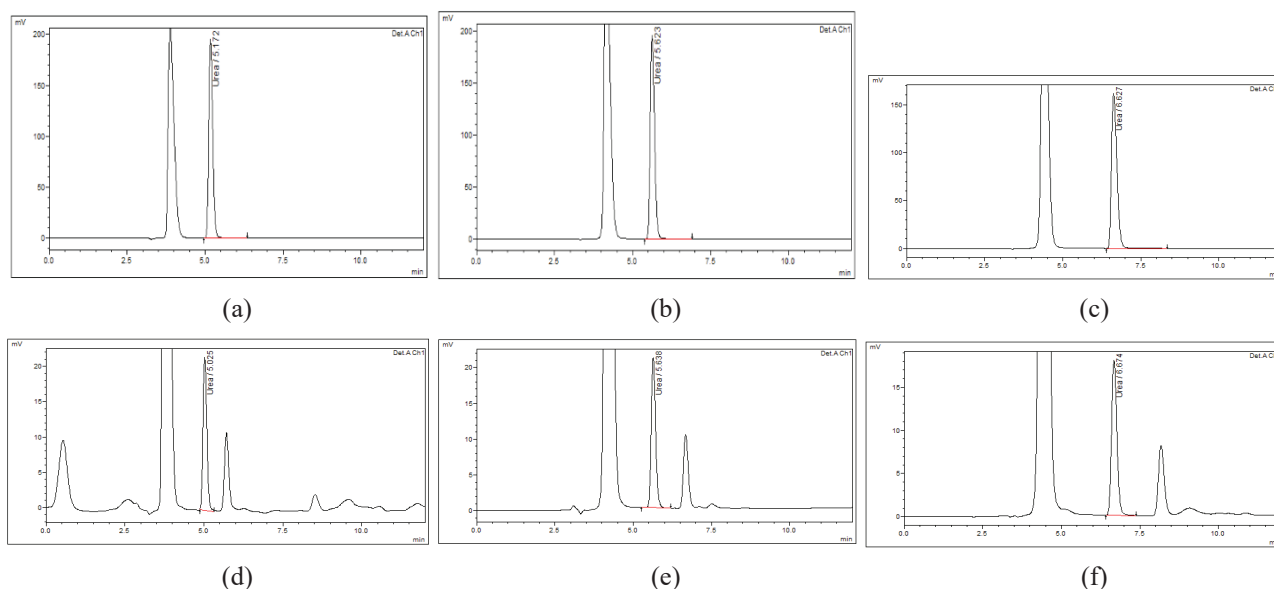 mV
Det.A Ch1
200
150
100
50
0
Urea / 5.172
0.0 2.5 5.0 7.5 10.0
min
(a)
mV
Det.A Ch1
200
150
100
50
0
Urea / 5.623
0.0 2.5 5.0 7.5 10.0
min
(b)
mV
Det.A C
150
100
50
0
Urea / 6.627
0.0 2.5 5.0 7.5 10.0
m
(c)
mV
Det.A Ch1
20
15
10
5
0
Urea / 5.025
0.0 2.5 5.0 7.5 10.0
min
(d)
mV
Det.A Ch1
20
15
10
5
0
Urea / 5.638
0.0 2.5 5.0 7.5 10.0
min
(e)
mV
Det.A C
15
10
5
0
Urea / 6.674
0.0 2.5 5.0 7.5 10.0
m
(f)